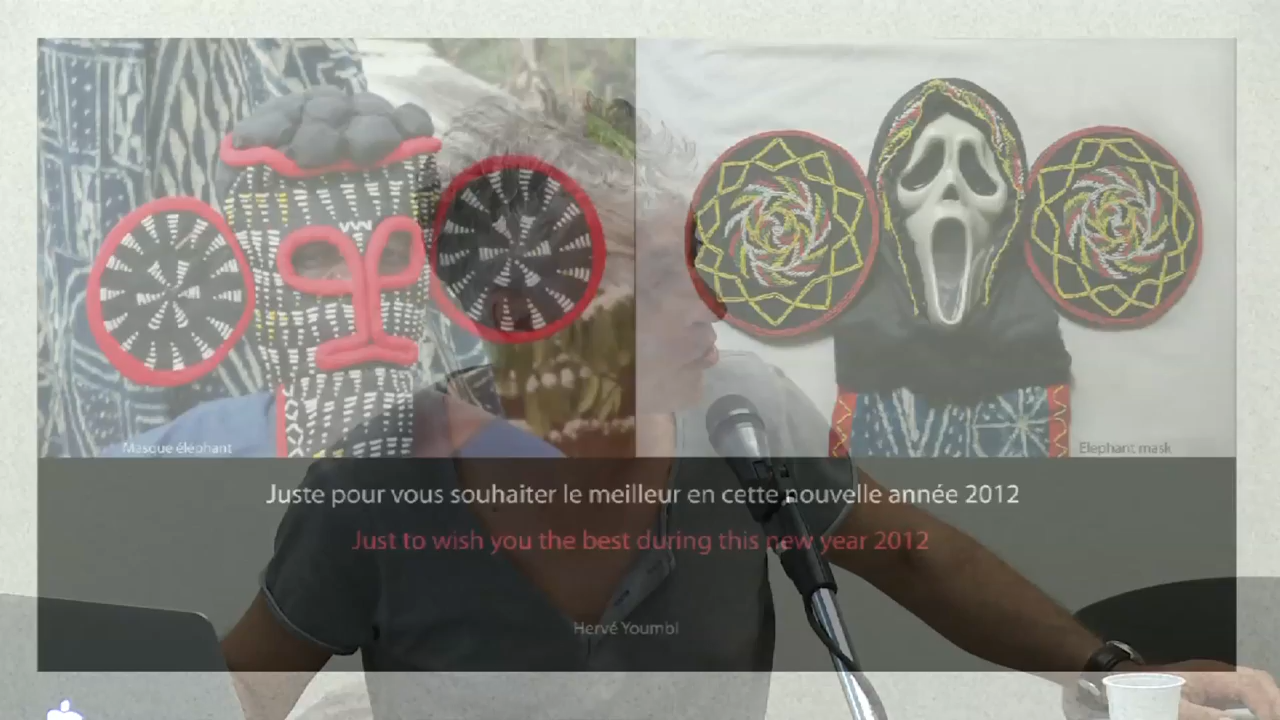 Masque éléphant
Elephant mask
Juste pour vous souhaiter le meilleur en cette nouvelle année 2012
Just to wish you the best during this new year 2012
Hervé Youmbi